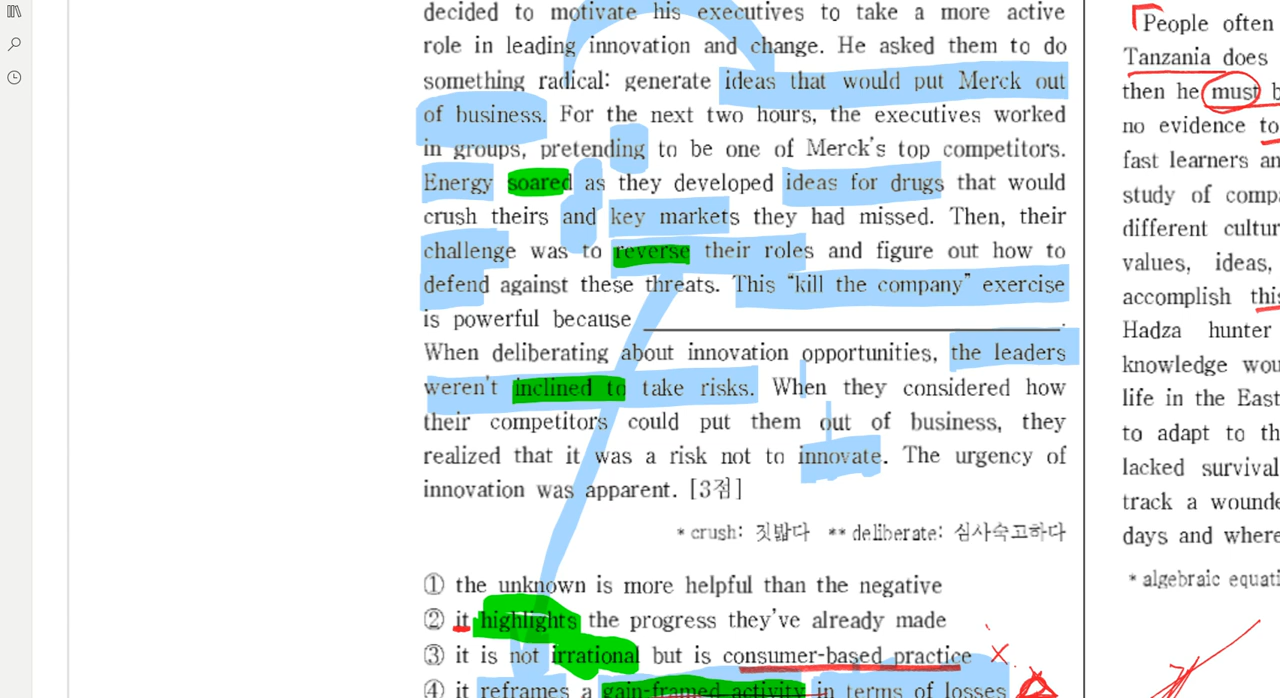 decided to motivate his executives to take a more active
role in leading innovation and change. He asked them to do
something radical: generate ideas that would put Merck out
of business. For the next two hours, the executives worked
in groups, pretending to be one of Merck's top competitors.
Energy soared as they developed ideas for drugs that would
crush theirs and key markets they had missed. Then, their
challenge was to reverse their roles and figure out how to
defend against these threats. This "kill the company" exercise
is powerful because ____________________.
When deliberating about innovation opportunities, the leaders
weren't inclined to take risks. When they considered how
their competitors could put them out of business, they
realized that it was a risk not to innovate. The urgency of
innovation was apparent. [3점]
* crush: 짓밟다 ** deliberate: 심사숙고하다
① the unknown is more helpful than the negative
② it highlights the progress they've already made
③ it is not irrational but is consumer-based practice
④ it reframes a gain-framed activity in terms of losses
People often
Tanzania does
then he must b
no evidence to
fast learners an
study of comp
different cultur
values, ideas,
accomplish this
Hadza hunter
knowledge wou
life in the East
to adapt to th
lacked survival
track a wounde
days and where
* algebraic equati